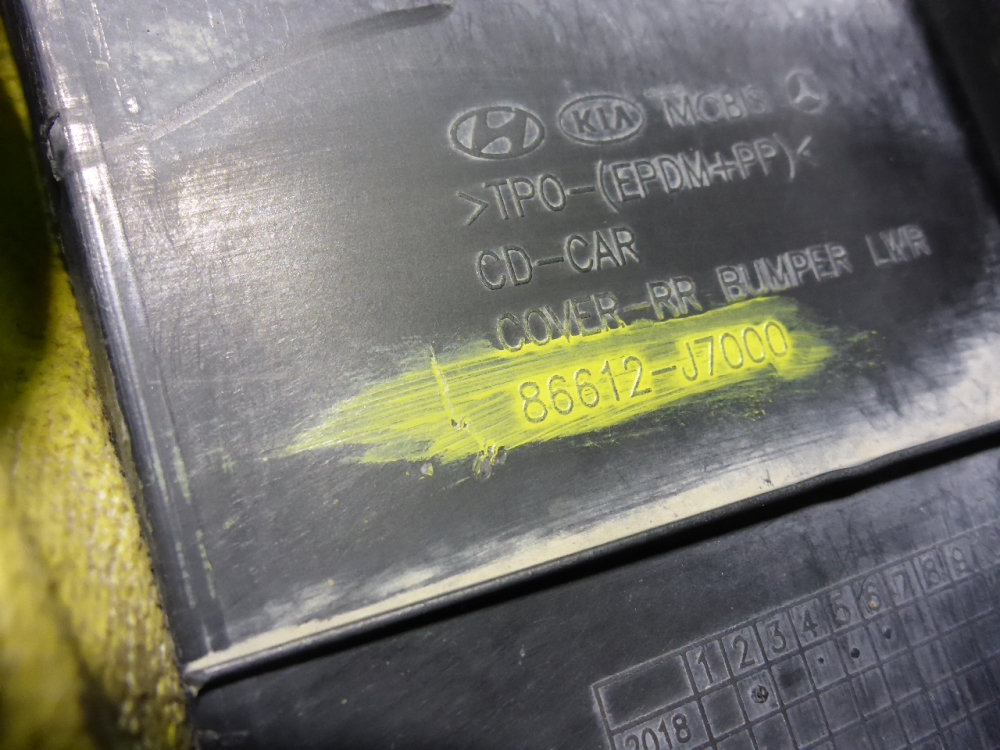 KIA MOBIS
>TPO-(EPDM+PP)<
CD-CAR
COVER-RR BUMPER LWR
86612-J7000
1 2 3 4 5 6 7 8 9
2018